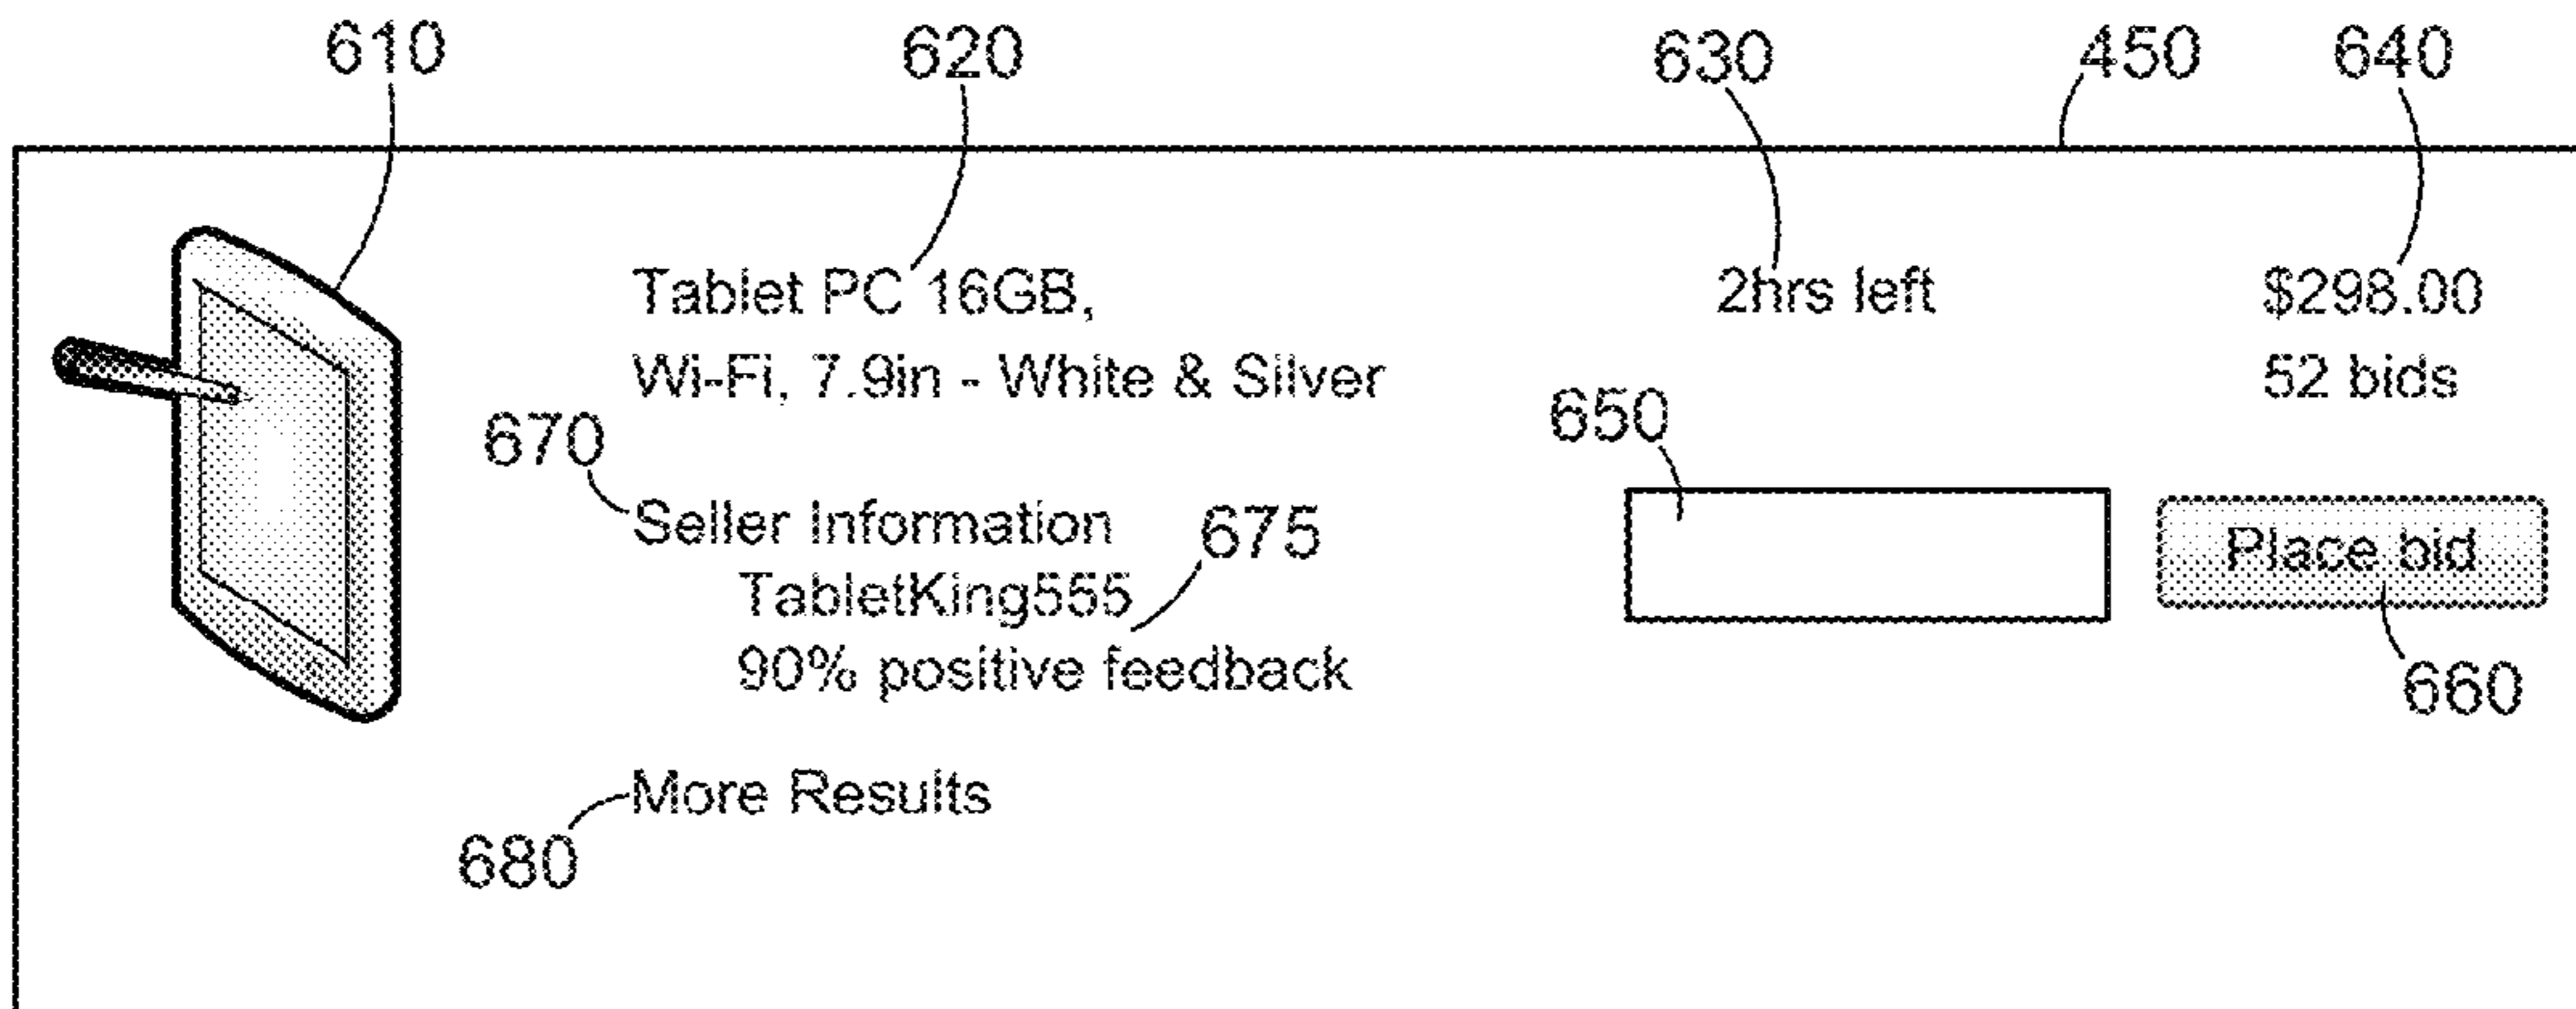 610 620 630 450 640
Tablet PC 16GB, 2hrs left $298.00
Wi-Fi, 7.9in - White & Silver 52 bids
670 650
Seller Information 675 Place bid
TabletKing555
90% positive feedback 660
More Results
680